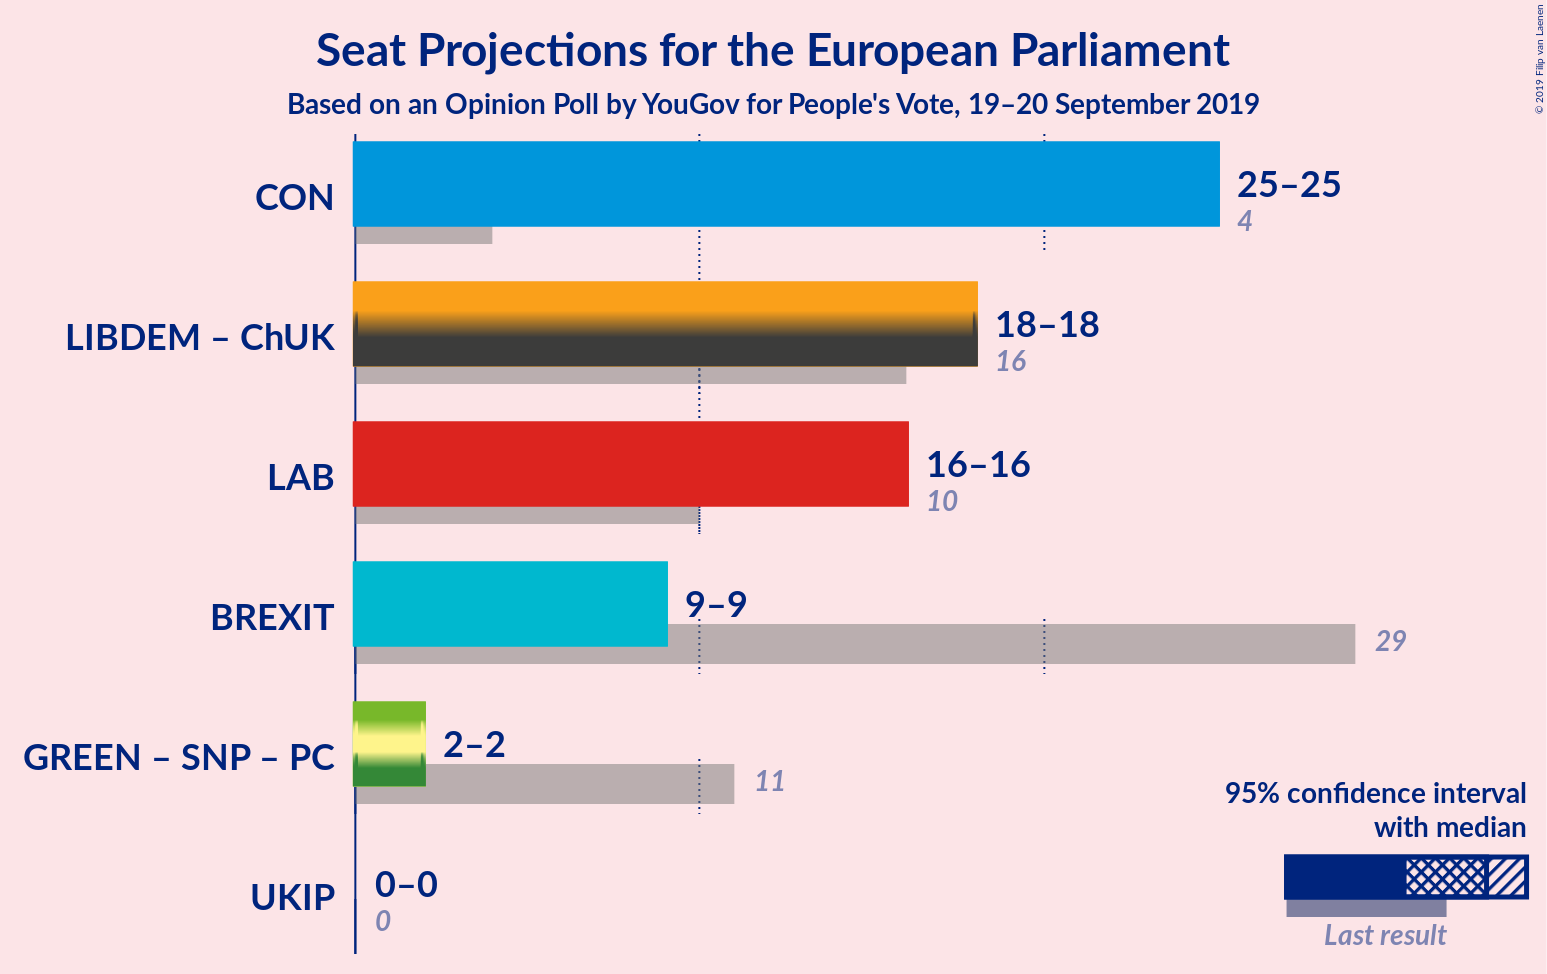 Seat Projections for the European Parliament
Based on an Opinion Poll by YouGov for People's Vote, 19–20 September 2019
© 2019 Filip van Laenen
CON
25–25
4
LIBDEM – ChUK
18–18
16
LAB
16–16
10
BREXIT
9–9
29
GREEN – SNP – PC
2–2
11
UKIP
0–0
0
95% confidence interval
with median
Last result